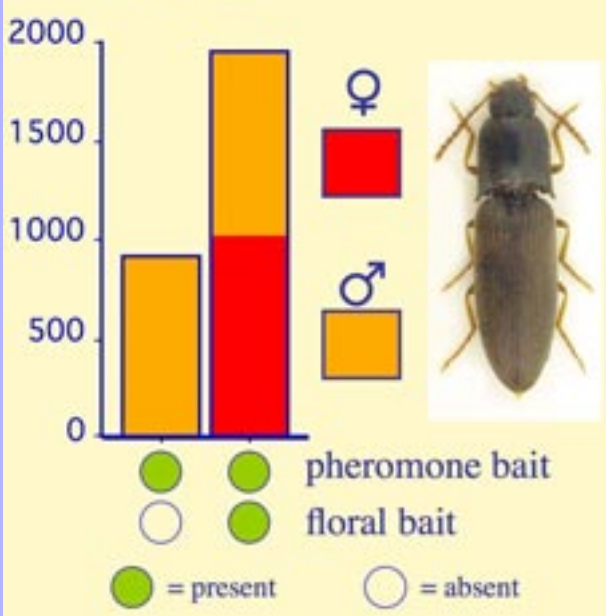 2000
1500
1000
500
0
♀
♂
pheromone bait
floral bait
= present
= absent